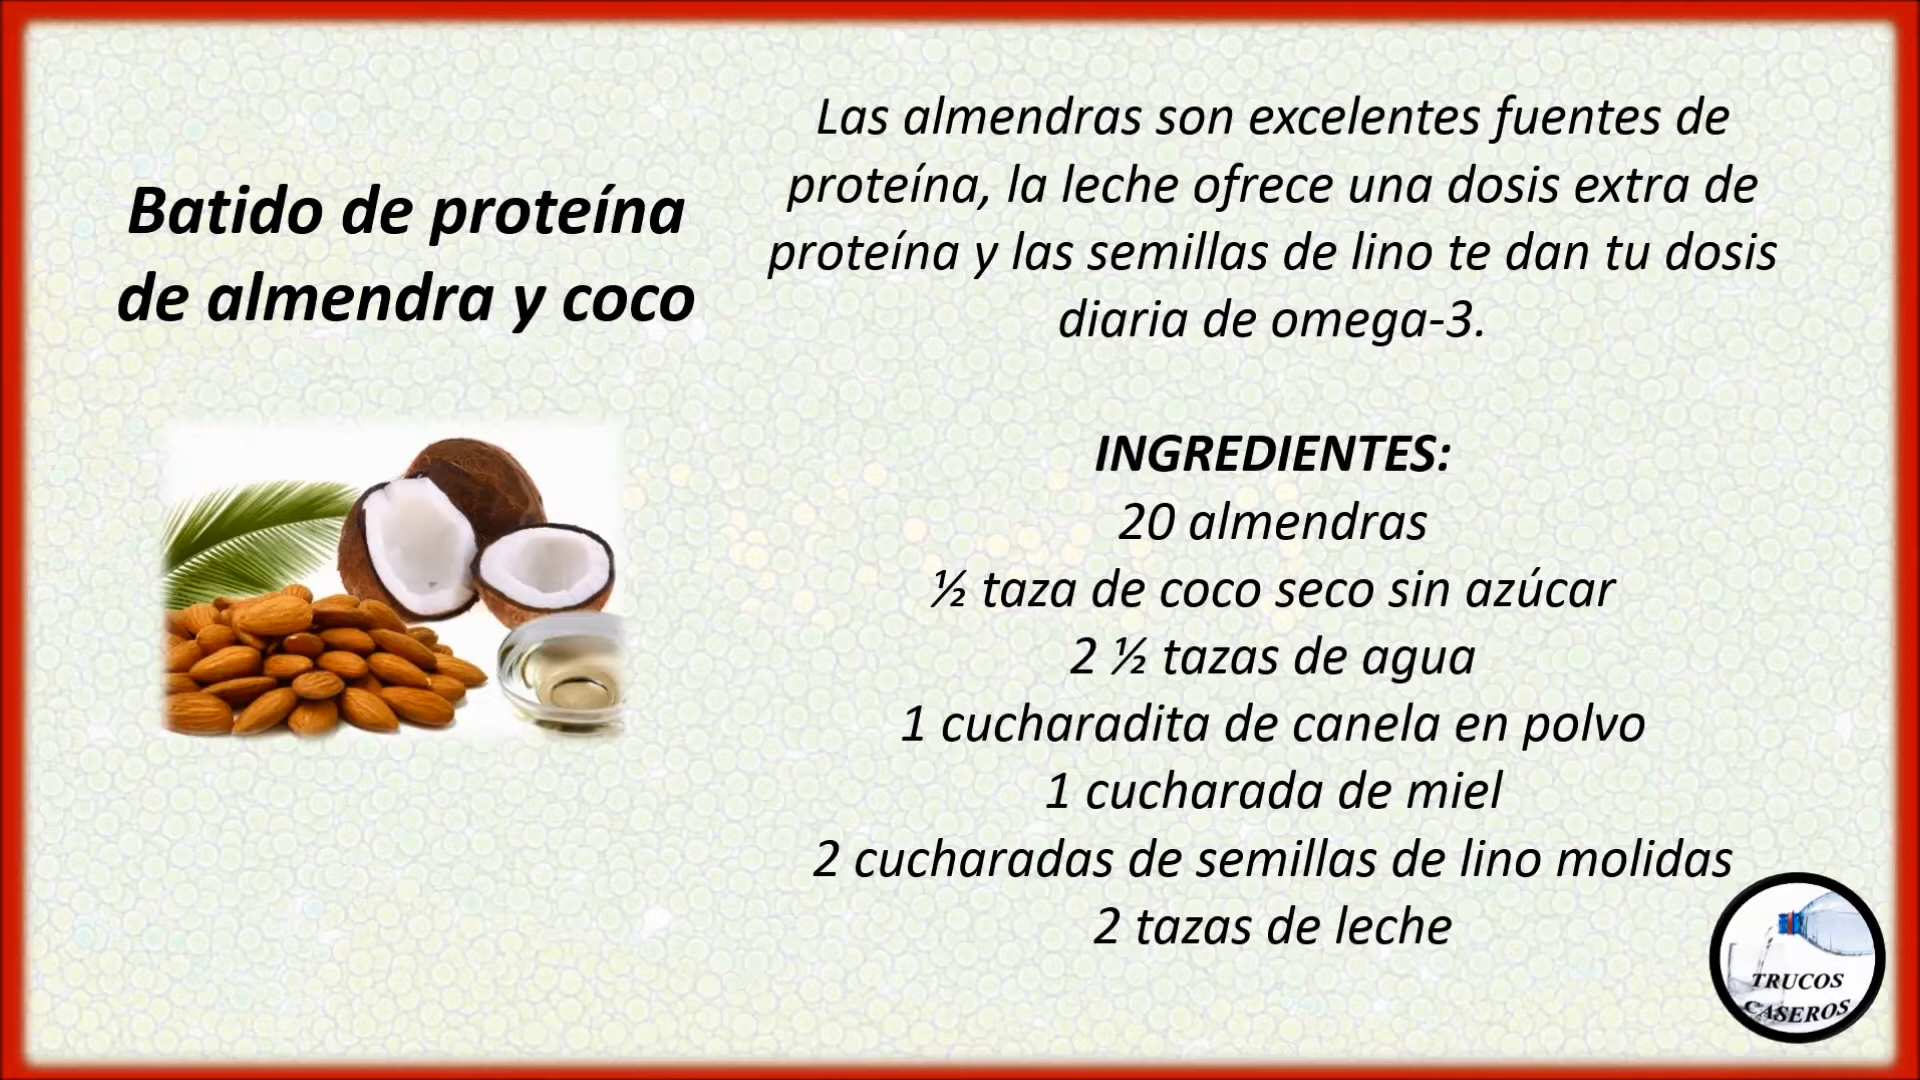 Batido de proteína
de almendra y coco
Las almendras son excelentes fuentes de
proteína, la leche ofrece una dosis extra de
proteína y las semillas de lino te dan tu dosis
diaria de omega-3.
INGREDIENTES:
20 almendras
½ taza de coco seco sin azúcar
2 ½ tazas de agua
1 cucharadita de canela en polvo
1 cucharada de miel
2 cucharadas de semillas de lino molidas
2 tazas de leche
TRUCOS
CASEROS